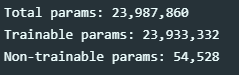 Total params: 23,987,860
Trainable params: 23,933,332
Non-trainable params: 54,528